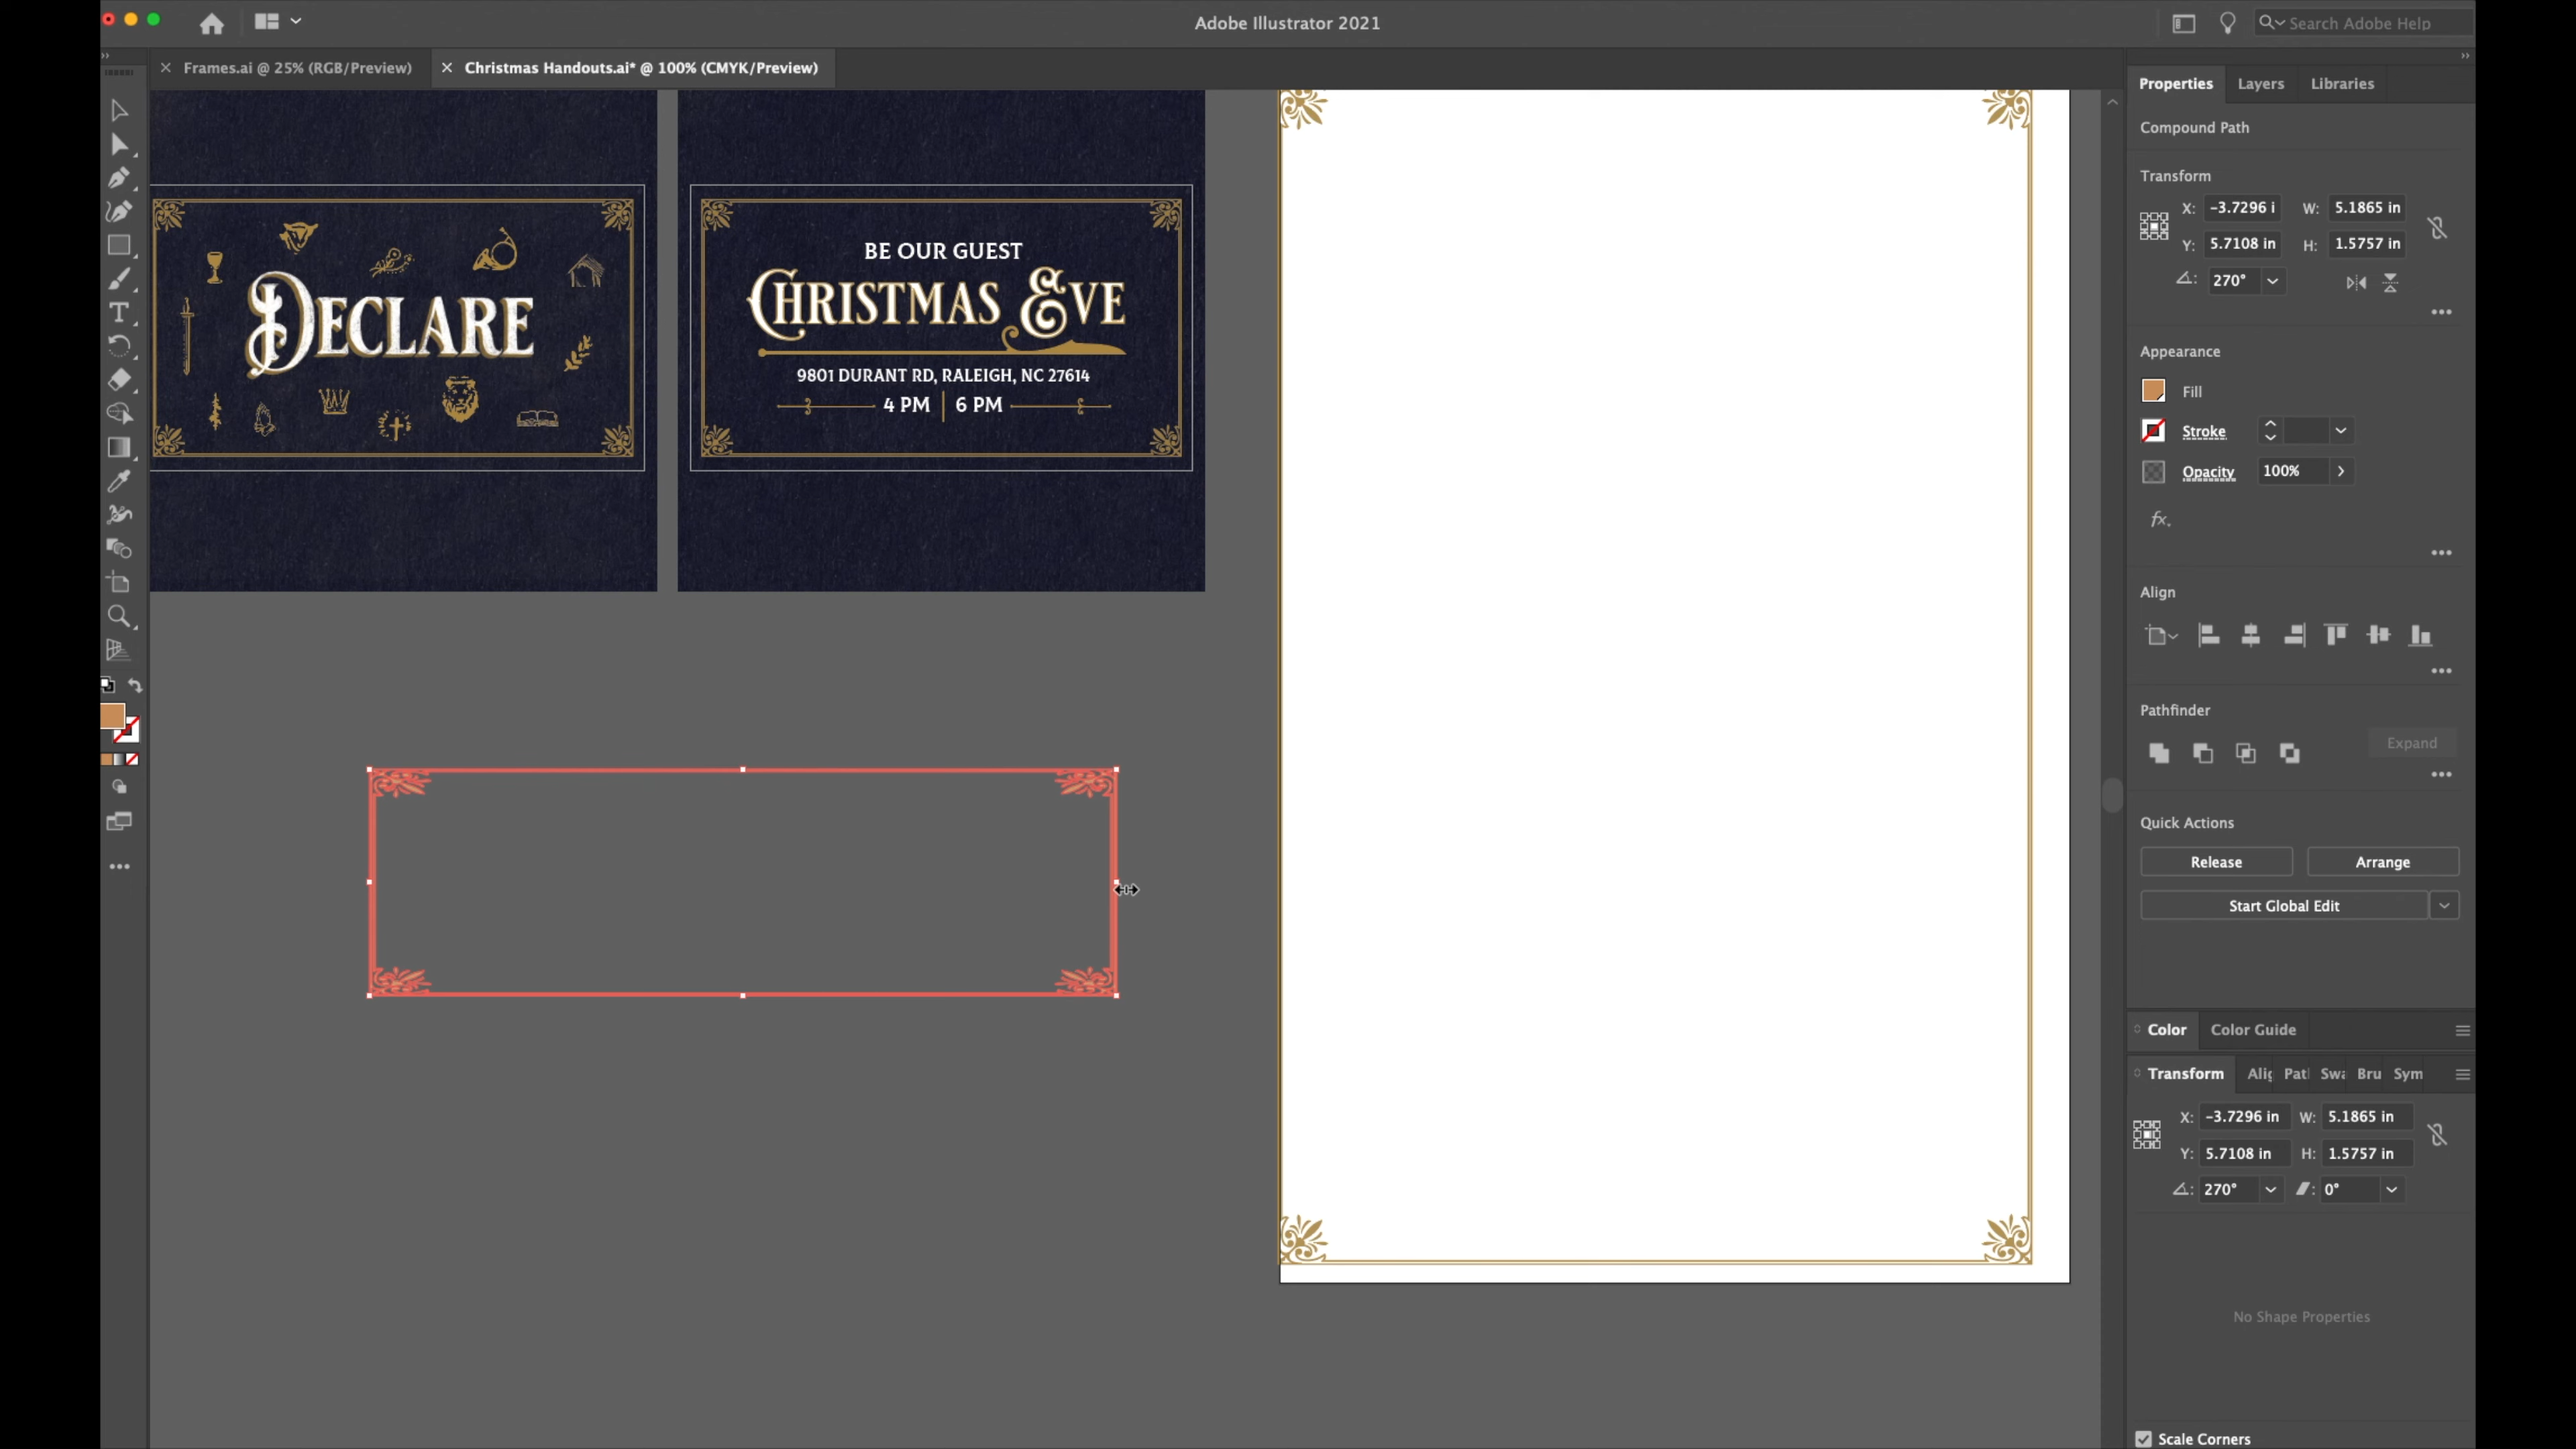 Adobe Illustrator 2021
Search Adobe Help
Frames.ai @ 25% (RGB/Preview)
Christmas Handouts.ai* @ 100% (CMYK/Preview)
Properties
Layers
Libraries
Compound Path
Transform
X: -3.7296 i W: 5.1865 in
Y: 5.7108 in H: 1.5757 in
270°
Appearance
Fill
Stroke
Opacity 100%
fx.
Align
Pathfinder
Expand
Quick Actions
Release
Arrange
Start Global Edit
Color
Color Guide
Transform
Alig
Pat
Swa
Bru
Sym
X: -3.7296 in W: 5.1865 in
Y: 5.7108 in H: 1.5757 in
270° 0°
No Shape Properties
Scale Corners
DECLARE
BE OUR GUEST
CHRISTMAS EVE
9801 DURANT RD, RALEIGH, NC 27614
4 PM 6 PM